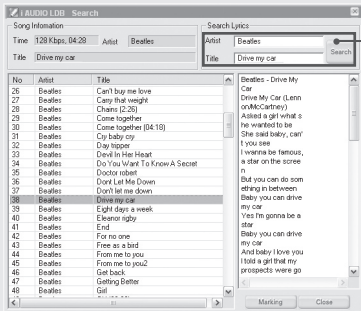 i AUDIO LDB Search
Song Infomation
Time 128 Kbps, 04:28 Artist Beatles
Title Drive my car
Search Lyrics
Artist Beatles
Title Drive my car
Search
No Artist Title
26 Beatles Can't buy me love
27 Beatles Carry that weight
28 Beatles Chains (2:26)
29 Beatles Come together
30 Beatles Come together (04:18)
31 Beatles Cry baby cry
32 Beatles Day tripper
33 Beatles Devil In Her Heart
34 Beatles Do You Want To Know A Secret
35 Beatles Doctor robert
36 Beatles Dont Let Me Down
37 Beatles Don't let me down
38 Beatles Drive my car
39 Beatles Eight days a week
40 Beatles Eleanor rigby
41 Beatles End
42 Beatles For no one
43 Beatles Free as a bird
44 Beatles From me to you
45 Beatles From me to you2
46 Beatles Get back
47 Beatles Getting Better
48 Beatles Girl
Beatles - Drive My
Car
Drive My Car (Lenn
on/McCartney)
Asked a girl what s
he wanted to be
She said baby, can'
t you see
I wanna be famous,
a star on the scree
n
But you can do som
ething in between
Baby you can drive
my car
Yes I'm gonna be a
star
Baby you can drive
my car
And baby I love you
I told a girl that my
prospects were go
Marking Close